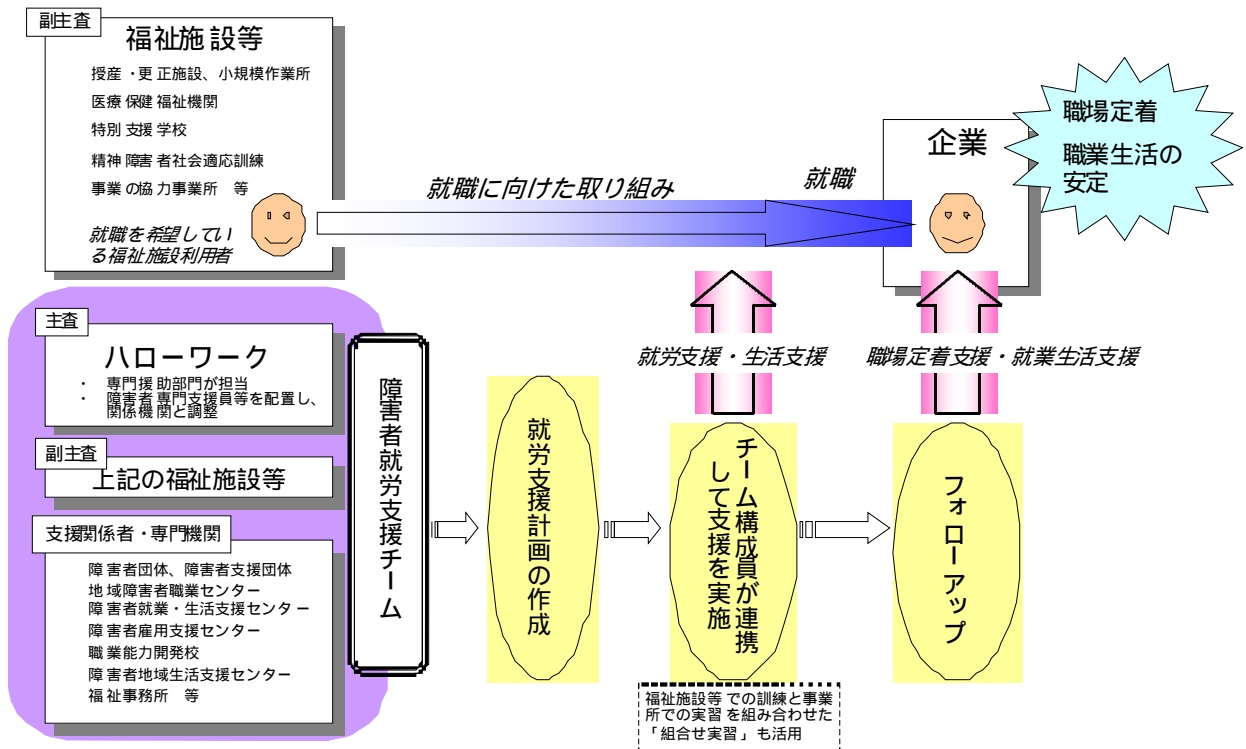 副主査
福祉施設等
授産・更正施設、小規模作業所
医療保健福祉機関
特別支援学校
精神障害者社会適応訓練
事業の協力事業所 等
就職を希望してい
る福祉施設利用者
就職に向けた取り組み
就職
企業
職場定着
職業生活の
安定
主査
ハローワーク
・ 専門援助部門が担当
・ 障害者専門支援員等を配置し、
関係機関と調整
副主査
上記の福祉施設等
支援関係者・専門機関
障害者団体、障害者支援団体
地域障害者職業センター
障害者就業・生活支援センター
障害者雇用支援センター
職業能力開発校
障害者地域生活支援センター
福祉事務所 等
障害者就労支援チーム
就労支援計画の作成
就労支援・生活支援
チーム構成員が連携
して支援を実施
福祉施設等での訓練と事業
所での実習を組み合わせた
「組合せ実習」も活用
職場定着支援・就業生活支援
フォローアップ